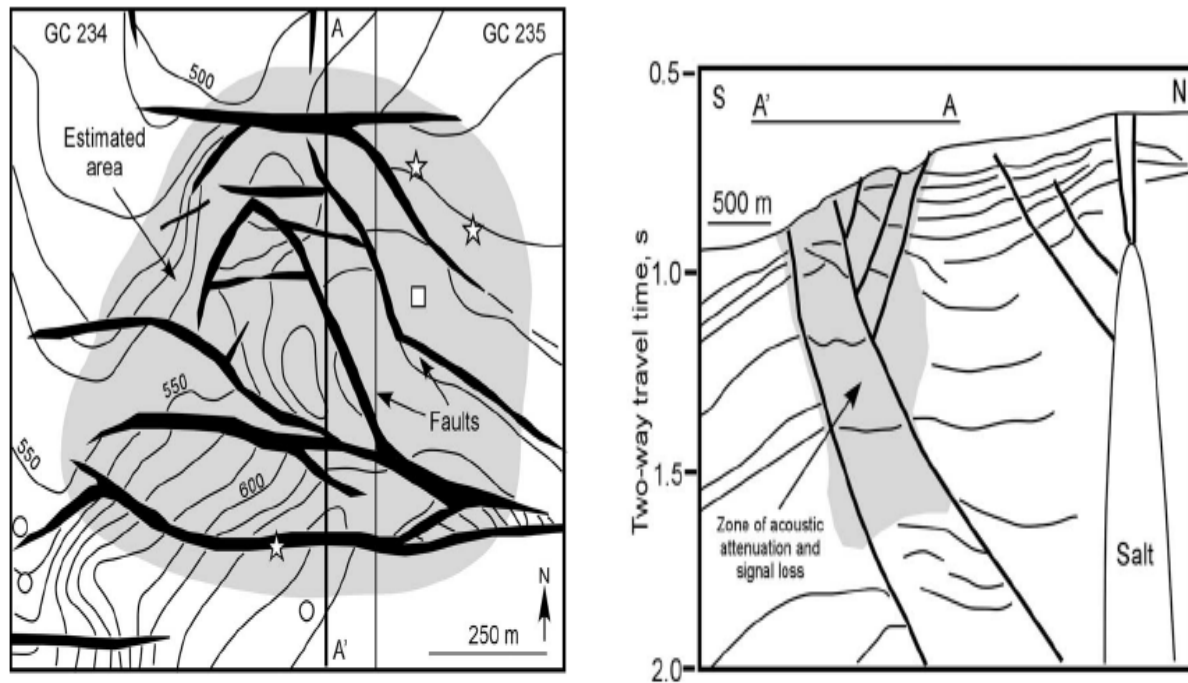 GC 234
A
GC 235
500
Estimated
area
550
Faults
550
600
N
250 m
A'
0.5
S
N
A'
A
500 m
1.0
Two-way travel time, s
1.5
Zone of acoustic
attenuation and
signal loss
Salt
2.0